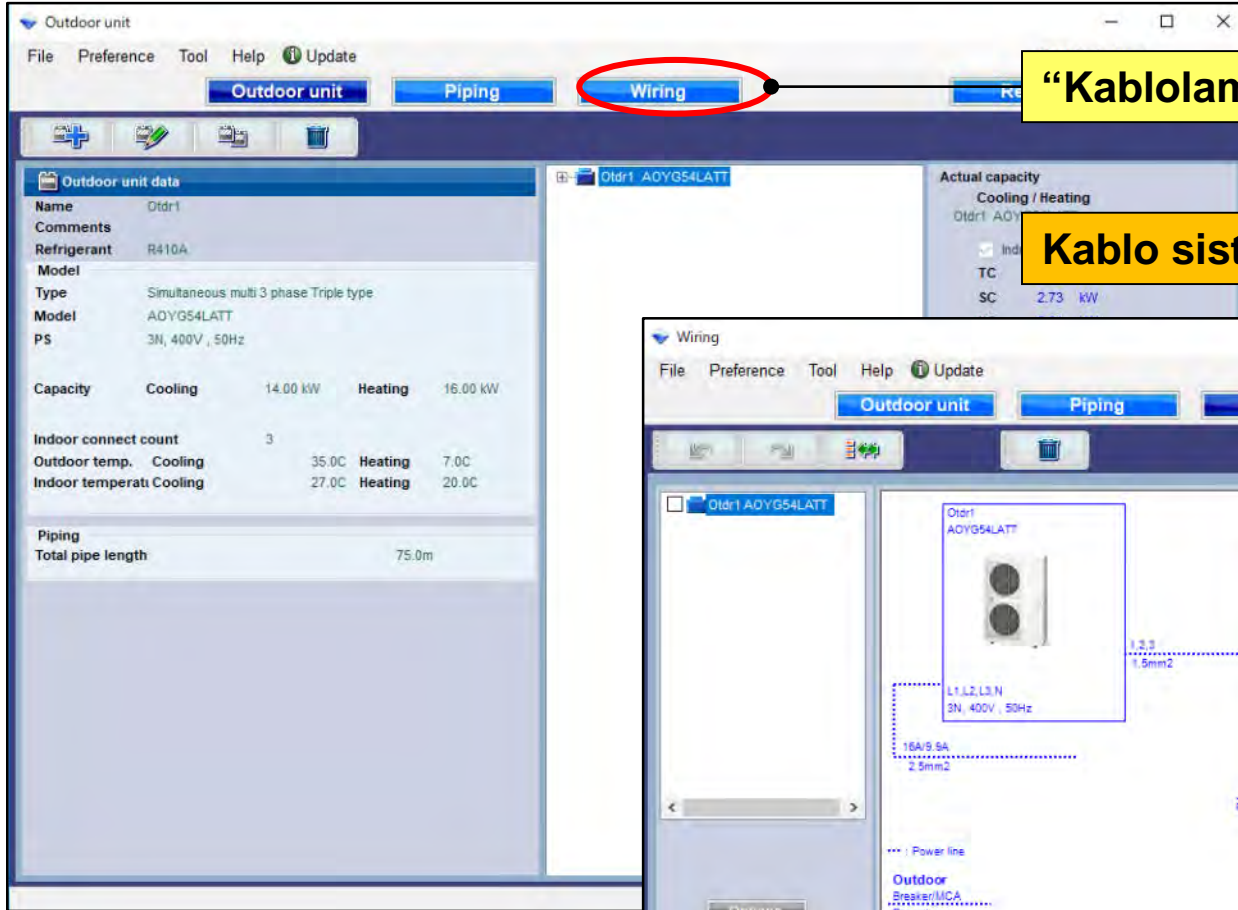 Outdoor unit
File Preference Tool Help Update
Outdoor unit Piping Wiring
“Kablolam
Outdoor unit data
Name Otdr1
Comments
Refrigerant R410A
Model
Type Simultaneous multi 3 phase Triple type
Model AOYG54LATT
PS 3N, 400V , 50Hz
Capacity Cooling 14.00 kW Heating 16.00 kW
Indoor connect count 3
Outdoor temp. Cooling 35.0C Heating 7.0C
Indoor temperati Cooling 27.0C Heating 20.0C
Piping
Total pipe length 75.0m
Otdr1 AOYG54LATT
Actual capacity
Cooling / Heating
Otdr1
Kablo sist
TC
SC 2.73 kW
Wiring
File Preference Tool Help Update
Outdoor unit Piping
Otdr1 AOYG54LATT
Otdr1
AOYG54LATT
1,2,3
1.5mm2
L1,L2,L3,N
3N, 400V , 50Hz
16A/9.9A
2.5mm2
: Power line
Outdoor
Breaker/MCA